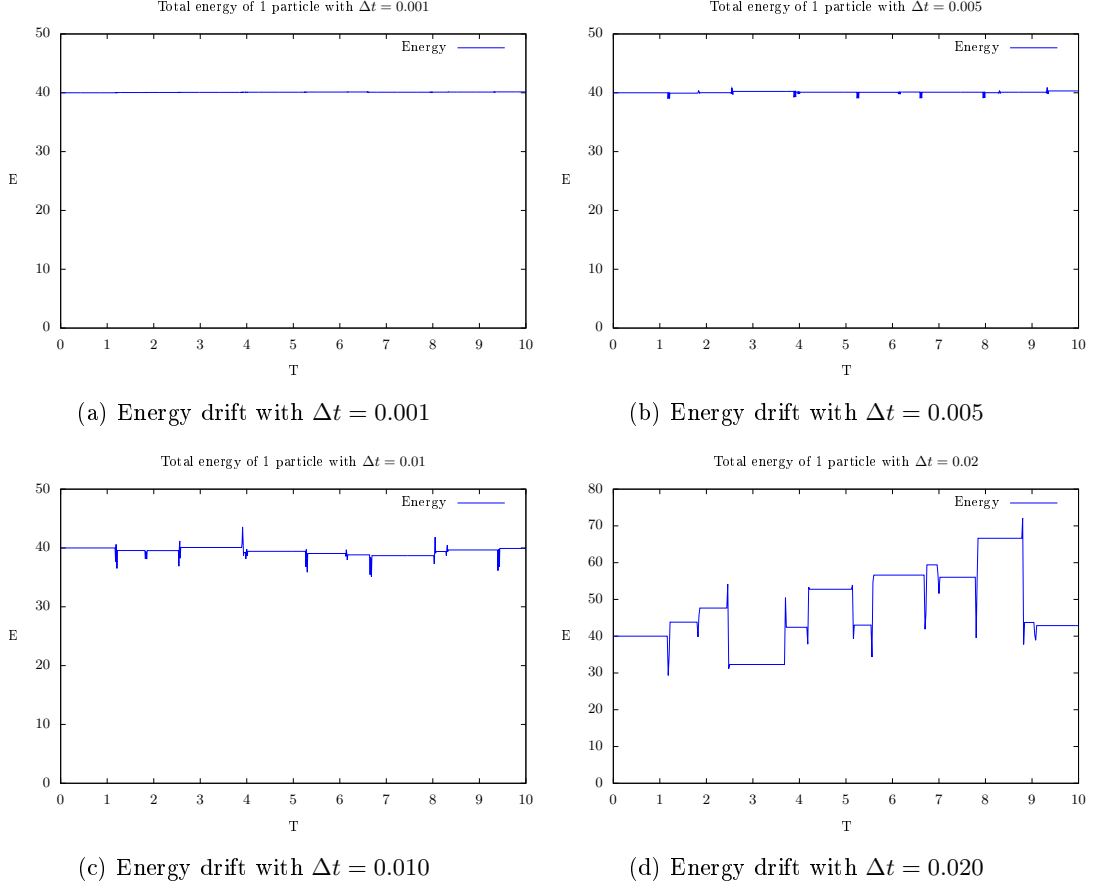 Total energy of 1 particle with Δt = 0.001
50
40
30
20
10
0
E
Energy
0 1 2 3 4 5 6 7 8 9 10
T
(a) Energy drift with Δt = 0.001
Total energy of 1 particle with Δt = 0.005
50
40
30
20
10
0
E
Energy
0 1 2 3 4 5 6 7 8 9 10
T
(b) Energy drift with Δt = 0.005
Total energy of 1 particle with Δt = 0.01
50
40
30
20
10
0
E
Energy
0 1 2 3 4 5 6 7 8 9 10
T
(c) Energy drift with Δt = 0.010
Total energy of 1 particle with Δt = 0.02
80
70
60
50
40
30
20
10
0
E
Energy
0 1 2 3 4 5 6 7 8 9 10
T
(d) Energy drift with Δt = 0.020